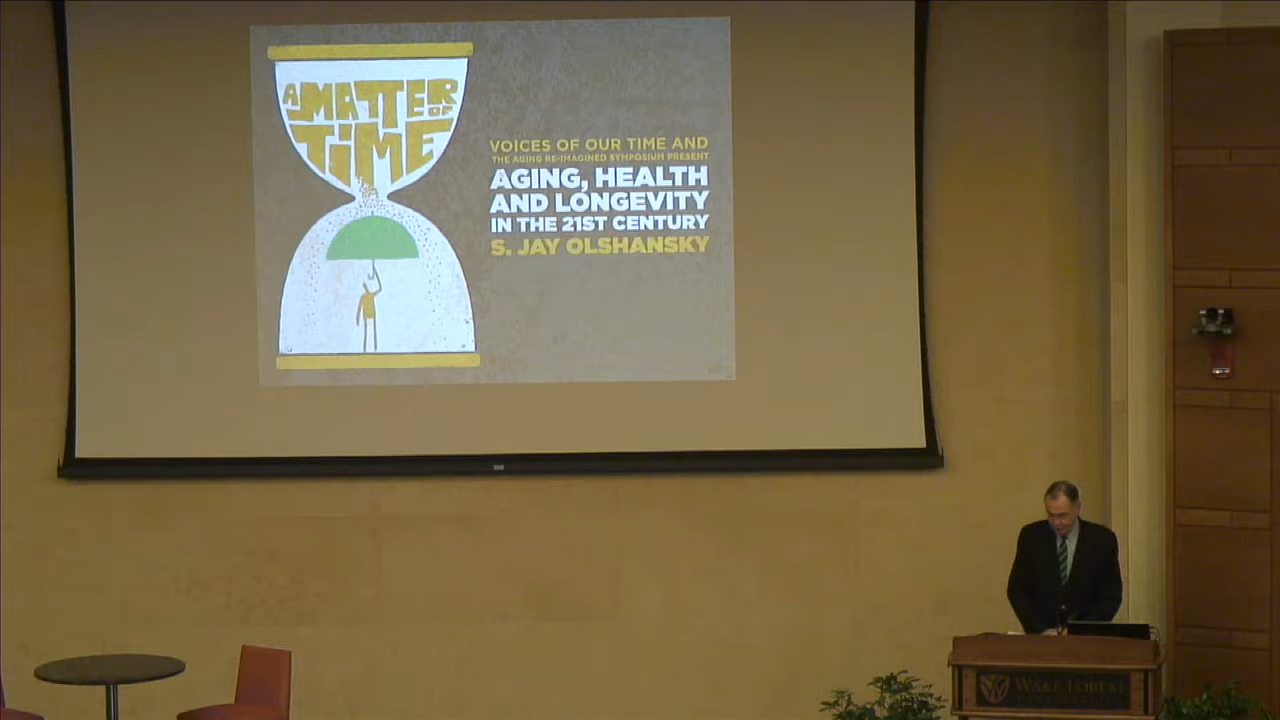 A MATTER
OF
TIME
VOICES OF OUR TIME AND
THE AGING RE-IMAGINED SYMPOSIUM PRESENT
AGING, HEALTH
AND LONGEVITY
IN THE 21ST CENTURY
S. JAY OLSHANSKY
WAKE FOREST